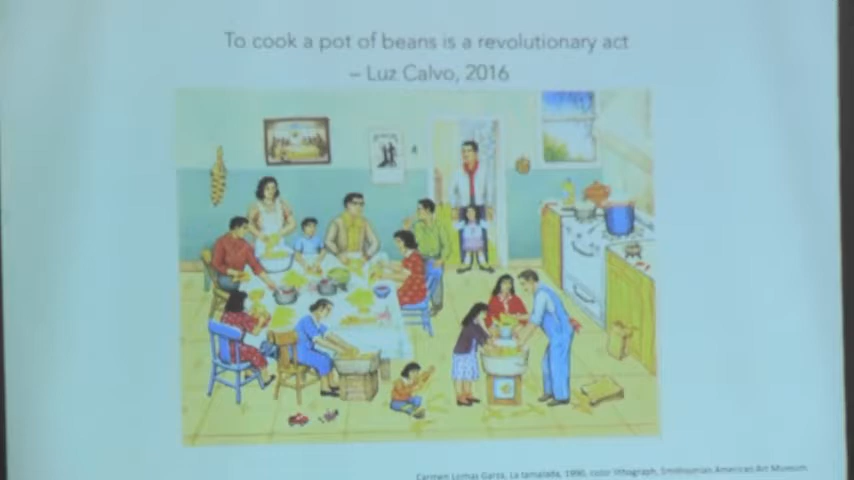 To cook a pot of beans is a revolutionary act
– Luz Calvo, 2016
Carmen Lomas Garza, La tamalada, 1990, color lithograph, Smithsonian American Art Museum